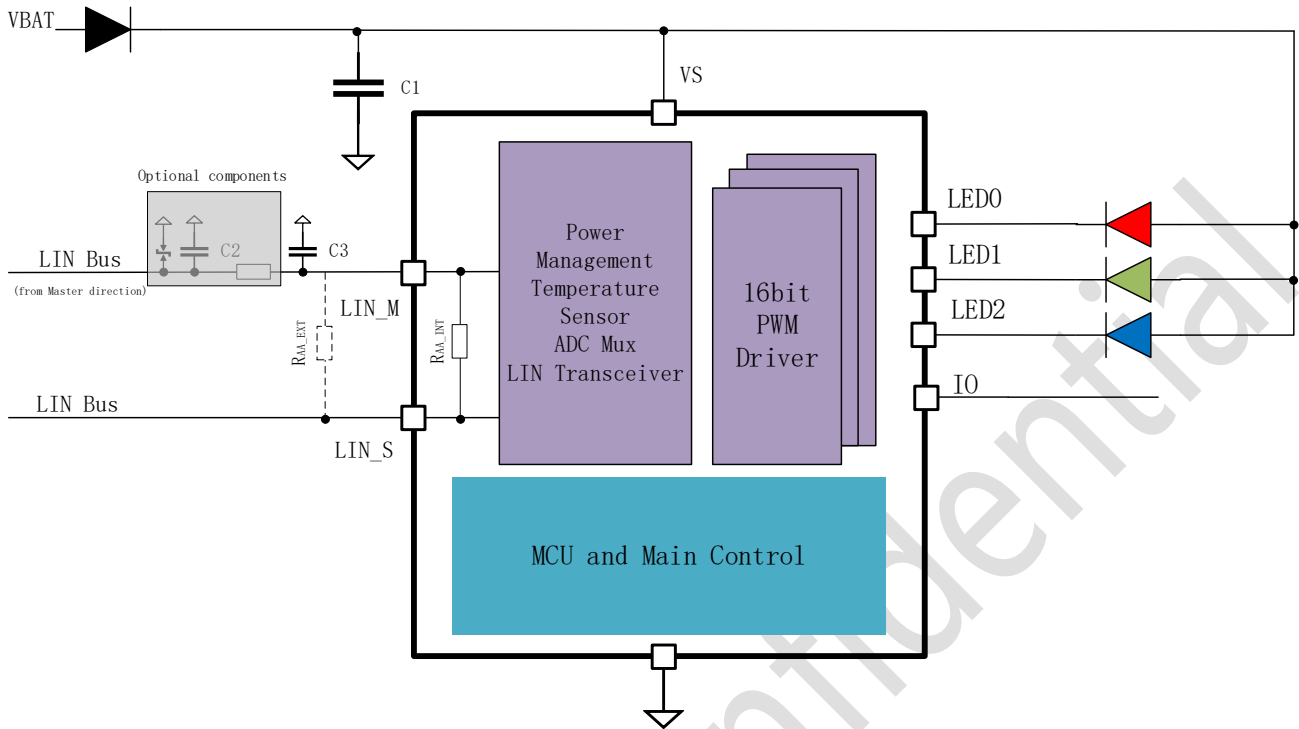 VBAT
C1
VS
Optional components
C2
C3
LIN Bus
(from Master direction)
LIN_M
RAA_EXT
RAA_INT
LIN Bus
LIN_S
Power
Management
Temperature
Sensor
ADC Mux
LIN Transceiver
16bit
PWM
Driver
LED0
LED1
LED2
IO
MCU and Main Control
nfidential